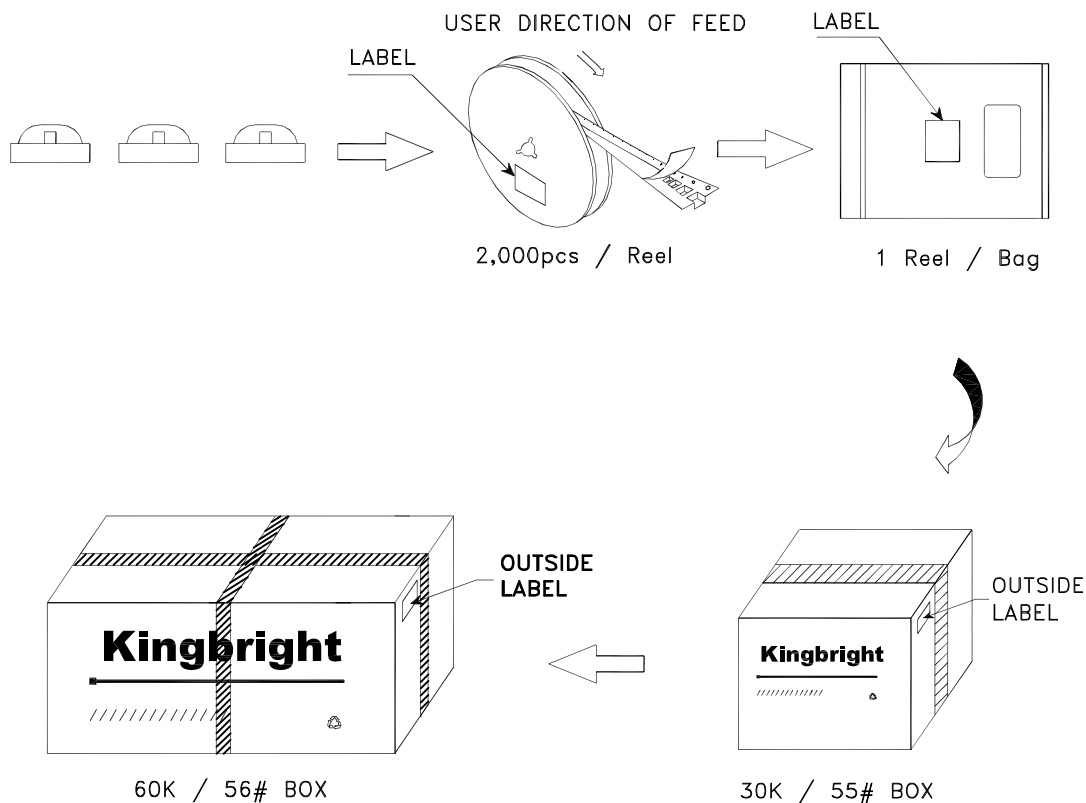 USER DIRECTION OF FEED
LABEL
LABEL
2,000pcs / Reel
1 Reel / Bag
OUTSIDE
LABEL
Kingbright
60K / 56# BOX
OUTSIDE
LABEL
Kingbright
30K / 55# BOX